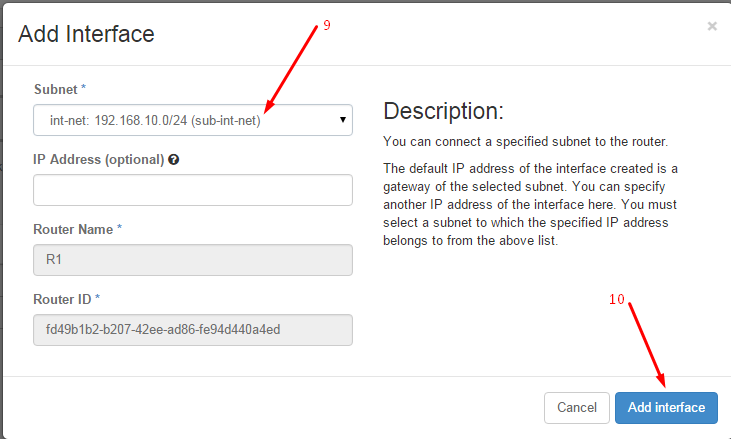 Add Interface
×
9
Subnet *
int-net: 192.168.10.0/24 (sub-int-net)
IP Address (optional)
Router Name *
R1
Router ID *
fd49b1b2-b207-42ee-ad86-fe94d440a4ed
Description:
You can connect a specified subnet to the router.
The default IP address of the interface created is a
gateway of the selected subnet. You can specify
another IP address of the interface here. You must
select a subnet to which the specified IP address
belongs to from the above list.
10
Cancel
Add interface